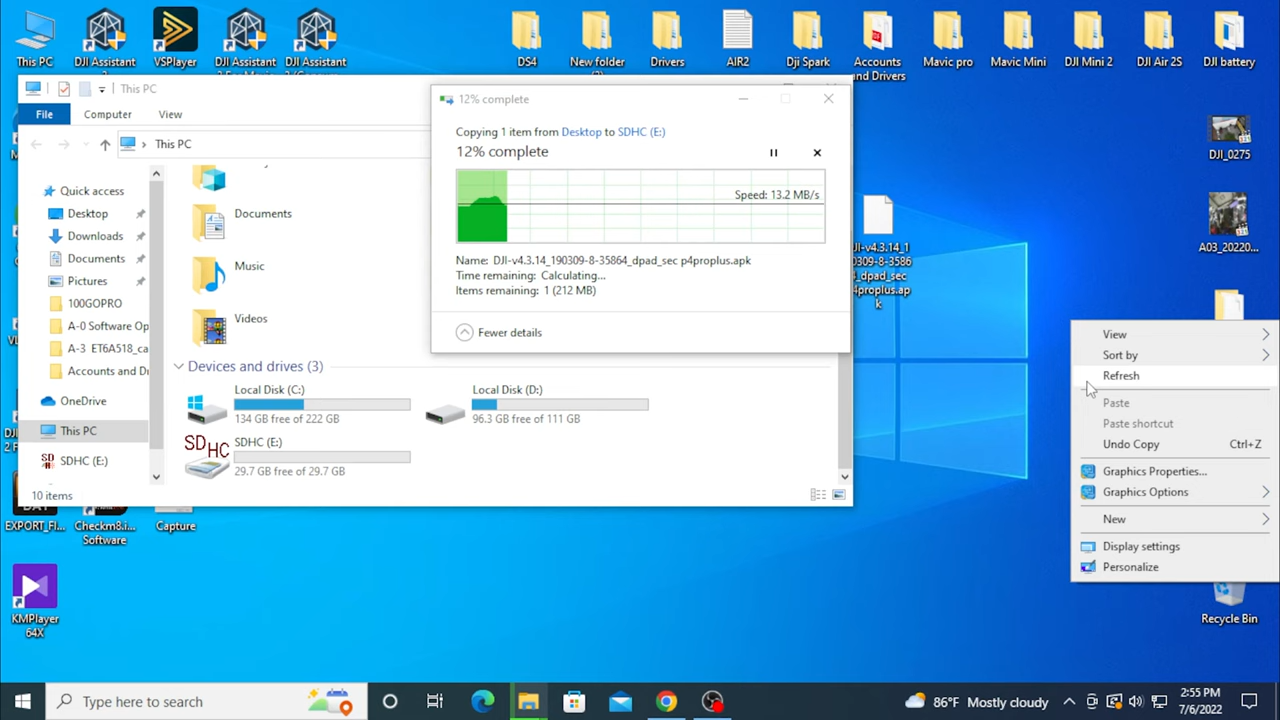 This PC
DJI Assistant
2
VSPlayer
DJI Assistant
DJI Assistant
DS4
New folder
Drivers
AIR2
Dji Spark
Accounts
and Drivers
Mavic pro
Mavic Mini
DJI Mini 2
DJI Air 2S
DJI battery
This PC
File
Computer
View
This PC
Quick access
Desktop
Downloads
Documents
Pictures
100GOPRO
A-0 Software Op
A-3 ET6A518_ca
Accounts and Dr
OneDrive
This PC
SDHC (E:)
Documents
Music
Videos
Devices and drives (3)
Local Disk (C:)
134 GB free of 222 GB
Local Disk (D:)
96.3 GB free of 111 GB
SDHC
SDHC (E:)
29.7 GB free of 29.7 GB
10 items
12% complete
Copying 1 item from Desktop to SDHC (E:)
12% complete
Speed: 13.2 MB/s
Name: DJI-v4.3.14_190309-8-35864_dpad_sec p4proplus.apk
Time remaining: Calculating...
Items remaining: 1 (212 MB)
Fewer details
JI-v4.3.14_1
90309-8-3586
4_dpad_sec
p4proplus.ap
k
DJI_0275
A03_20220...
View
Sort by
Refresh
Paste
Paste shortcut
Undo Copy Ctrl+Z
Graphics Properties...
Graphics Options
New
Display settings
Personalize
EXPORT_FI...
Checkm8.i...
Software
Capture
KMPlayer
64X
Recycle Bin
Type here to search
86°F Mostly cloudy
2:55 PM
7/6/2022